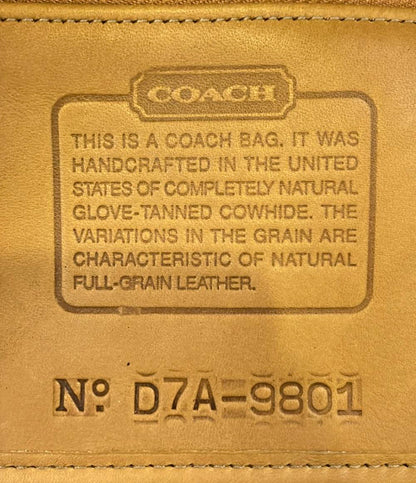 COACH
THIS IS A COACH BAG. IT WAS
HANDCRAFTED IN THE UNITED
STATES OF COMPLETELY NATURAL
GLOVE-TANNED COWHIDE. THE
VARIATIONS IN THE GRAIN ARE
CHARACTERISTIC OF NATURAL
FULL-GRAIN LEATHER.
Nº D7A-9801